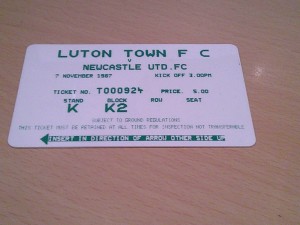 LUTON TOWN F C
V
NEWCASTLE UTD.FC
7 NOVEMBER 1987 KICK OFF 3.00PM
TICKET NO. T000924 PRICE. 5.00
STAND BLOCK ROW SEAT
K K2
(SUBJECT TO GROUND REGULATIONS)
THIS TICKET MUST BE RETAINED AT ALL TIMES FOR INSPECTION NOT TRANSFERABLE
INSERT IN DIRECTION OF ARROW OTHER SIDE UP